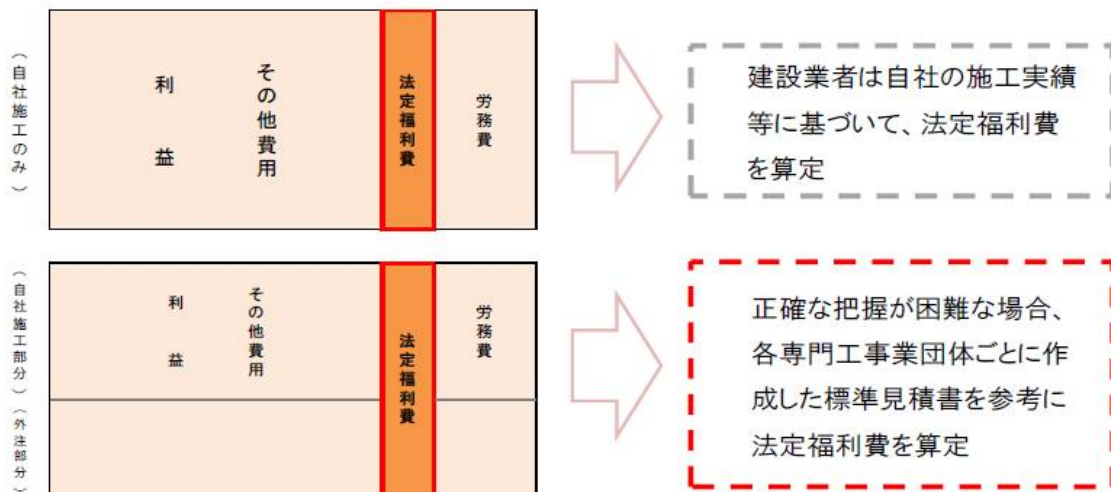 （自社施工のみ）
利益
その他費用
法定福利費
労務費
建設業者は自社の施工実績
等に基づいて、法定福利費
を算定
（自社施工部分）（外注部分）
利益
その他費用
法定福利費
労務費
正確な把握が困難な場合、
各専門工事業団体ごとに作
成した標準見積書を参考に
法定福利費を算定